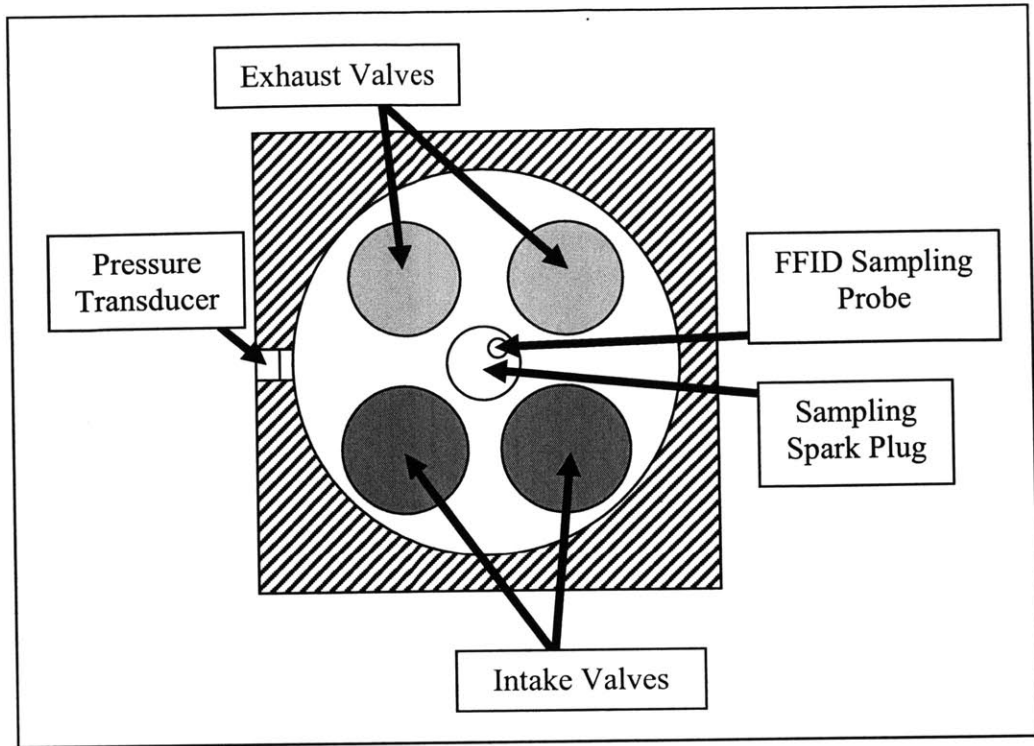 Exhaust Valves
Pressure
Transducer
FFID Sampling
Probe
Sampling
Spark Plug
Intake Valves